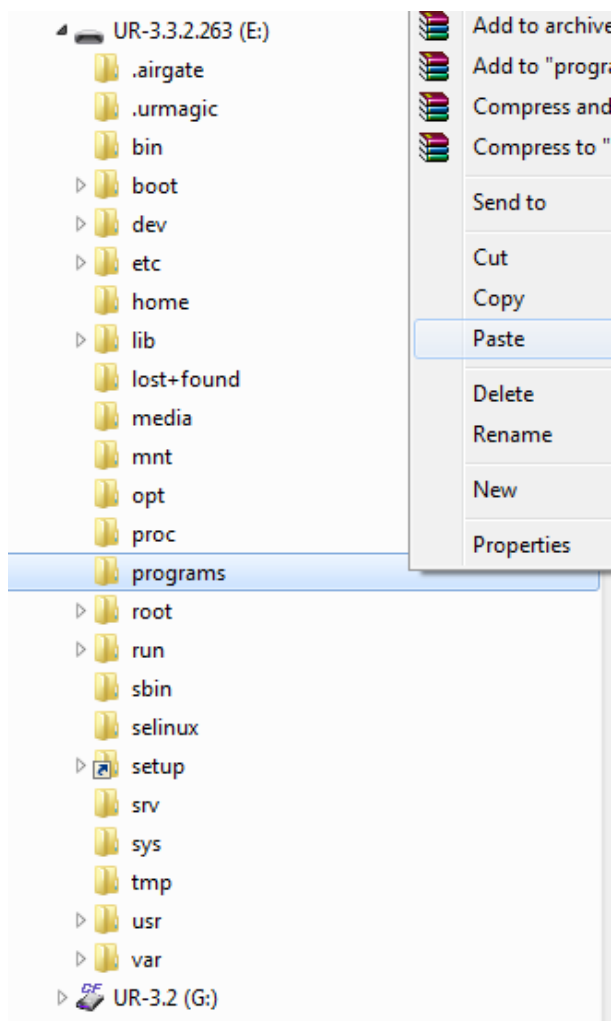 UR-3.3.2.263 (E:)
.airgate
.urmagic
bin
boot
dev
etc
home
lib
lost+found
media
mnt
opt
proc
programs
root
run
sbin
selinux
setup
srv
sys
tmp
usr
var
UR-3.2 (G:)
Add to archive
Add to "progra
Compress and
Compress to "
Send to
Cut
Copy
Paste
Delete
Rename
New
Properties